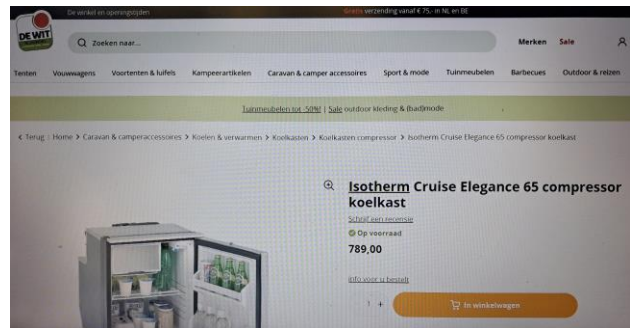 De winkel en openingstijden
Gratis verzending vanaf € 75,- in NL en BE
DE WIT
Zoeken naar...
Merken
Sale
Tenten
Vouwwagens
Voortenten & luifels
Kampeerartikelen
Caravan & camper accessoires
Sport & mode
Tuinmeubelen
Barbecues
Outdoor & reizen
Tuinmeubelen tot -50%! | Sale outdoor kleding & (bad)mode
< Terug | Home > Caravan & camperaccessoires > Koelen & verwarmen > Koelkasten > Koelkasten compressor > Isotherm Cruise Elegance 65 compressor koelkast
Isotherm Cruise Elegance 65 compressor
koelkast
Schrijf een recensie
Op voorraad
789,00
Info voor u bestelt
1 +
In winkelwagen